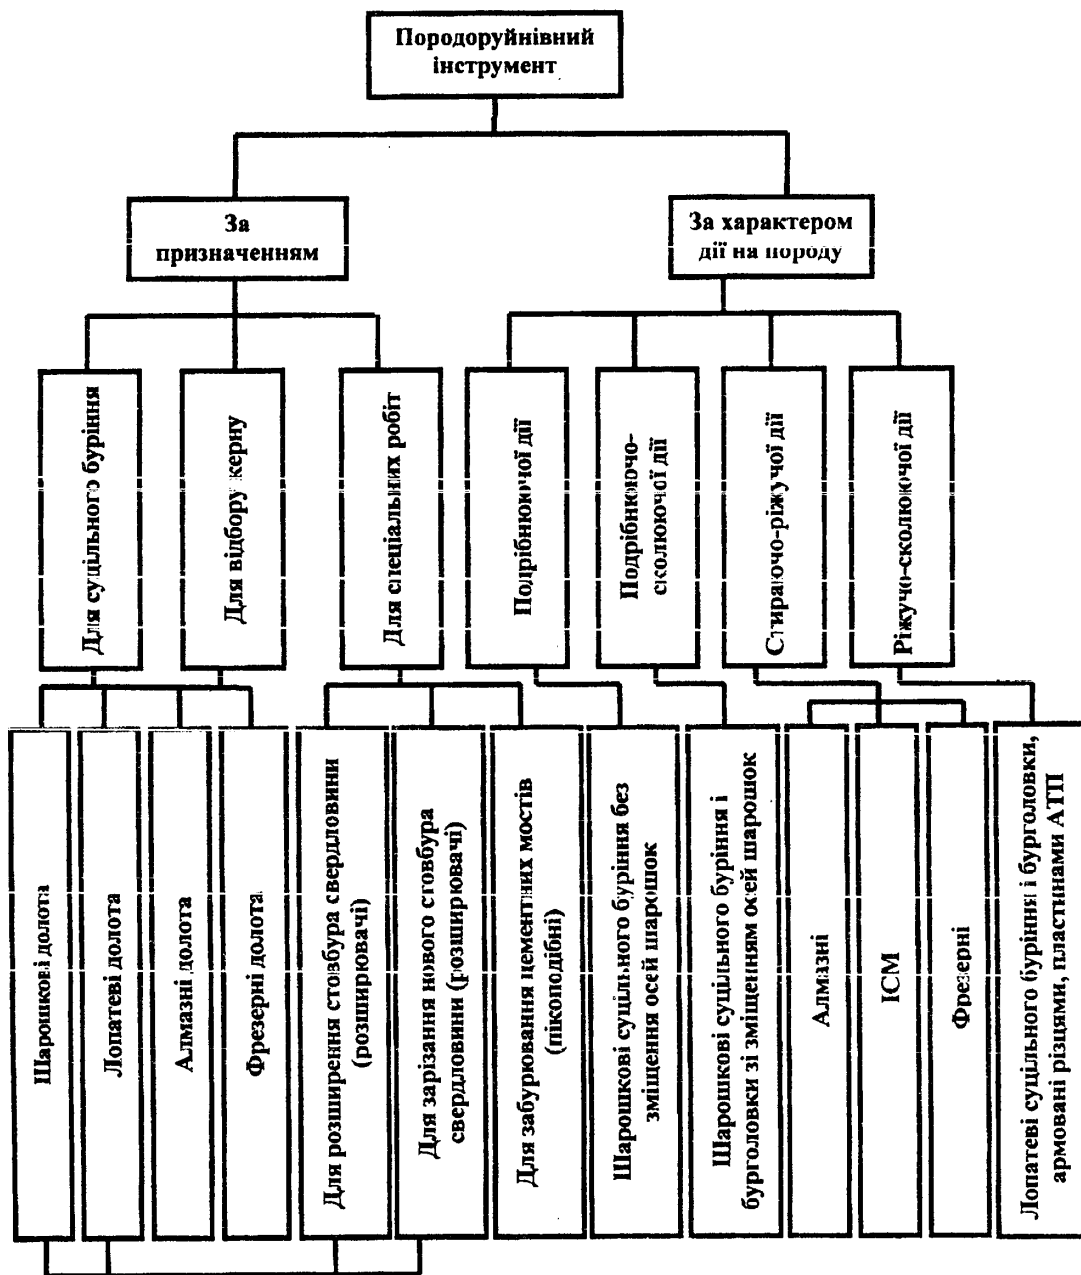 Породоруйнівний
інструмент
За
призначенням
За характером
дії на породу
Для суцільного буріння
Для відбору керну
Для спеціальних робіт
Подрібнюючої дії
Подрібнюючо-
сколюючої дії
Стираючо-ріжучої дії
Ріжучо-сколюючої дії
Шарошкові долота
Лопатеві долота
Алмазні долота
Фрезерні долота
Для розширення стовбура свердловини
(розширювачі)
Для зарізання нового стовбура
свердловини (розширювачі)
Для забурювання цементних мостів
(пікоподібні)
Шарошкові суцільного буріння без
зміщення осей шарошок
Шарошкові суцільного буріння і
бурголовки зі зміщенням осей шарошок
Алмазні
ІСМ
Фрезерні
Лопатеві суцільного буріння і бурголовки,
армовані різцями, пластинами АТП